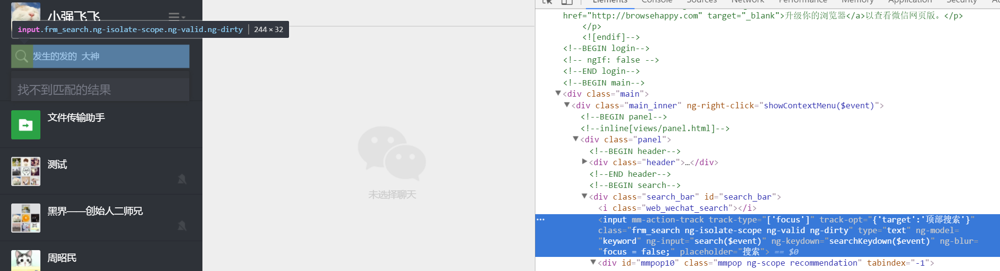 小强飞飞
input.frm_search.ng-isolate-scope.ng-valid.ng-dirty 244 × 32
发生的发的 大神
找不到匹配的结果
文件传输助手
测试
黑界——创始人二师兄
周昭民
未选择聊天
Elements Console Sources Network Performance Memory Application Security
href="http://browsehappy.com" target="_blank">升级你的浏览器</a>以查看微信网页版。</p>
</p>
<![endif]-->
<!--BEGIN login-->
<!-- ngIf: false -->
<!--END login-->
<!--BEGIN main-->
<div class="main">
<div class="main_inner" ng-right-click="showContextMenu($event)">
<!--BEGIN panel-->
<!--inline[views/panel.html]-->
<div class="panel">
<!--BEGIN header-->
<div class="header">…</div>
<!--END header-->
<!--BEGIN search-->
<div class="search_bar" id="search_bar">
<i class="web_wechat_search"></i>
<input mm-action-track track-type="['focus']" track-opt="{'target':'顶部搜索'}"
class="frm_search ng-isolate-scope ng-valid ng-dirty" type="text" ng-model=
"keyword" ng-input="search($event)" ng-keydown="searchKeydown($event)" ng-blur=
"focus = false;" placeholder="搜索"> == $0
<div id="mmpop10" class="mmpop ng-scope recommendation" tabindex="-1">